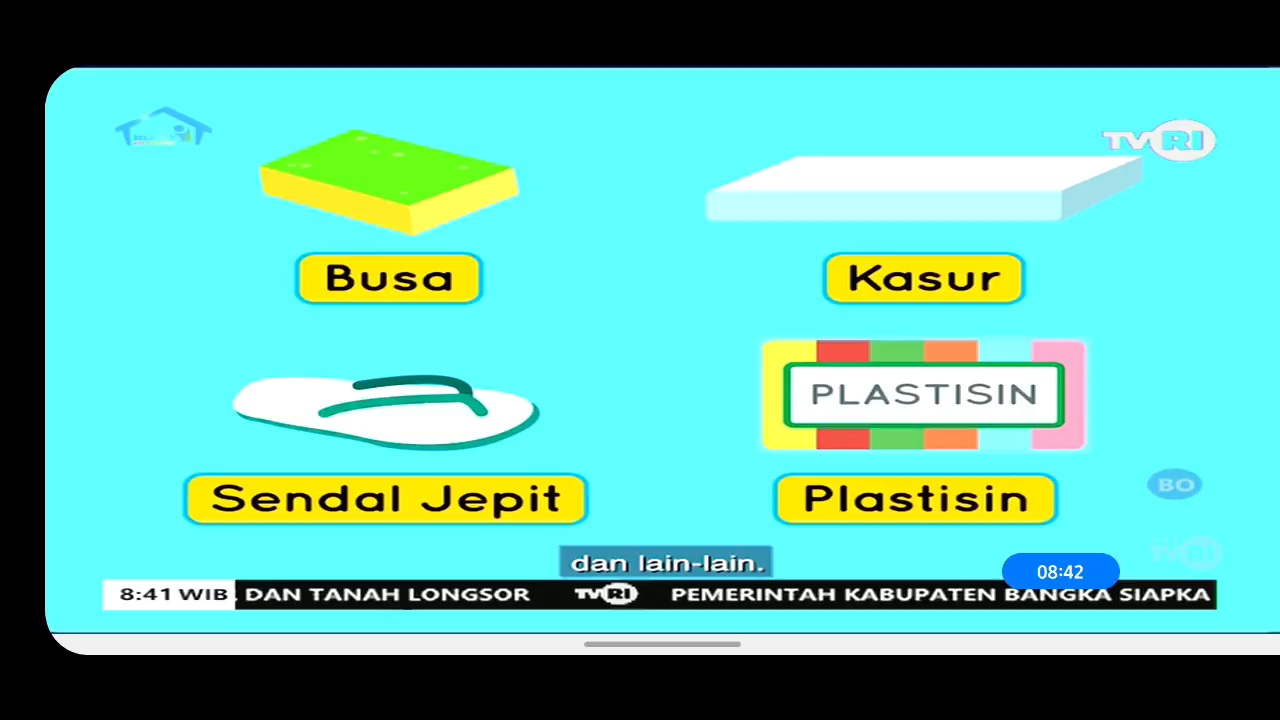 TVRI
Busa
Kasur
PLASTISIN
Sendal Jepit
Plastisin
BO
TVRI
dan lain-lain.
08:42
8:41 WIB DAN TANAH LONGSOR TVRI PEMERINTAH KABUPATEN BANGKA SIAPKA